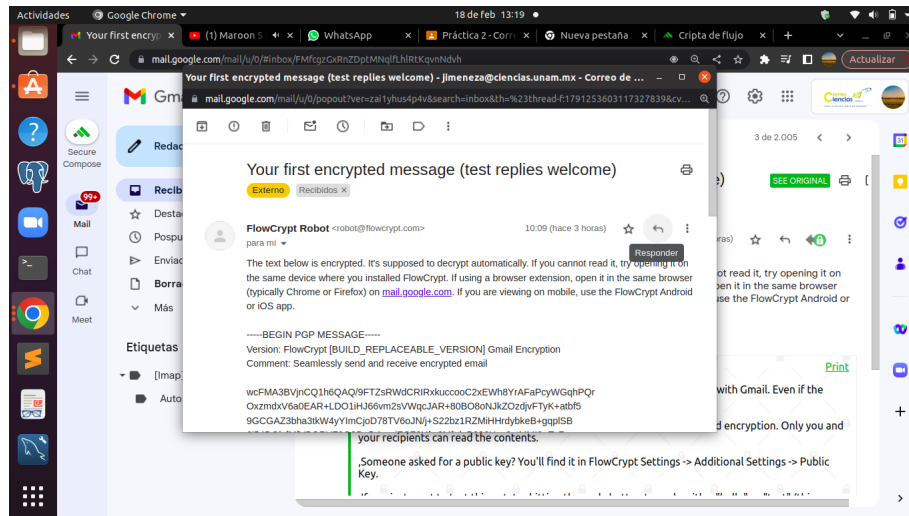 Actividades
Google Chrome
18 de feb 13:19
Your first encryp
(1) Maroon 5
WhatsApp
Práctica 2 - Corre
Nueva pestaña
Cripta de flujo
mail.google.com/mail/u/0/#inbox/FMfcgzGxRnZDptMNqlftLhlRtKqvnNdvh
Actualizar
Your first encrypted message (test replies welcome) - jimeneza@ciencias.unam.mx - Correo de ...
mail.google.com/mail/u/0/popout?ver=zai1yhus4p4v&search=inbox&th=%23thread-f:1791253603117327839&cv...
Gm
Ciencias
Secure
Compose
Redac
3 de 2.005
31
Your first encrypted message (test replies welcome)
Externo
Recibidos ×
SEE ORIGINAL
99+
Mail
Chat
Meet
Recib
Desta
Pospu
Enviac
Borra
Más
Etiquetas
[Imap]
Auto
FlowCrypt Robot <robot@flowcrypt.com>
10:09 (hace 3 horas)
para mí
Responder
oras)
The text below is encrypted. It's supposed to decrypt automatically. If you cannot read it, try opening it on
the same device where you installed FlowCrypt. If using a browser extension, open it in the same browser
(typically Chrome or Firefox) on mail.google.com. If you are viewing on mobile, use the FlowCrypt Android
or iOS app.
ot read it, try opening it on
pen it in the same browser
use the FlowCrypt Android or
-----BEGIN PGP MESSAGE-----
Version: FlowCrypt [BUILD_REPLACEABLE_VERSION] Gmail Encryption
Comment: Seamlessly send and receive encrypted email
wcFMA3BVjnCQ1h6QAQ/9FTZsRWdCRIRxkuccooC2xEWh8YrAFaPcyWGqhPQr
OxzmdxV6a0EAR+LDO1iHJ66vm2sVWqcJAR+80BO8oNJkZOzdjvFTyK+atbf5
9GCGAZ3bha3tkW4yYImCjoD78TV6oJN/j+S22bz1RZMiHHrdybkeB+gqplSB
Print
with Gmail. Even if the
d encryption. Only you and
your recipients can read the contents.
,Someone asked for a public key? You'll find it in FlowCrypt Settings -> Additional Settings -> Public
Key.